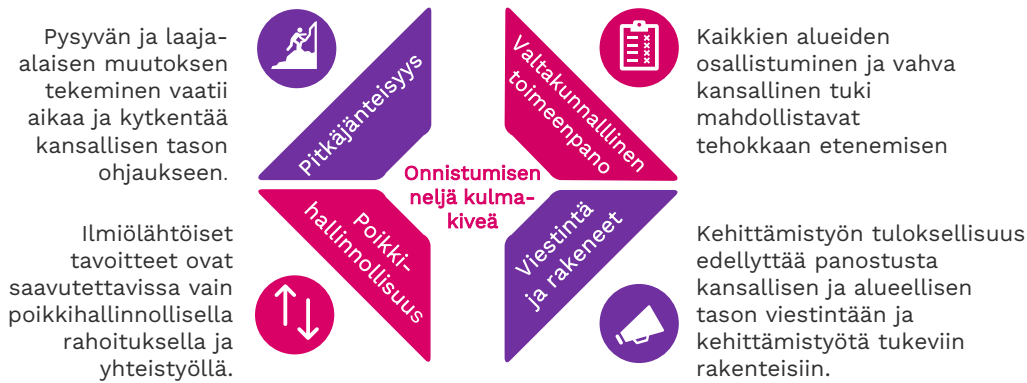 Pysyvän ja laaja-
alaisen muutoksen
tekeminen vaatii
aikaa ja kytkentää
kansallisen tason
ohjaukseen.
Pitkäjänteisyys
Valtakunnalllinen
toimeenpano
Kaikkien alueiden
osallistuminen ja vahva
kansallinen tuki
mahdollistavat
tehokkaan etenemisen
Onnistumisen
neljä kulma-
kiveä
Ilmiölähtöiset
tavoitteet ovat
saavutettavissa vain
poikkihallinnollisella
rahoituksella ja
yhteistyöllä.
Poikki-
hallinnollisuus
Viestintä
ja rakeneet
Kehittämistyön tuloksellisuus
edellyttää panostusta
kansallisen ja alueellisen
tason viestintään ja
kehittämistyötä tukeviin
rakenteisiin.